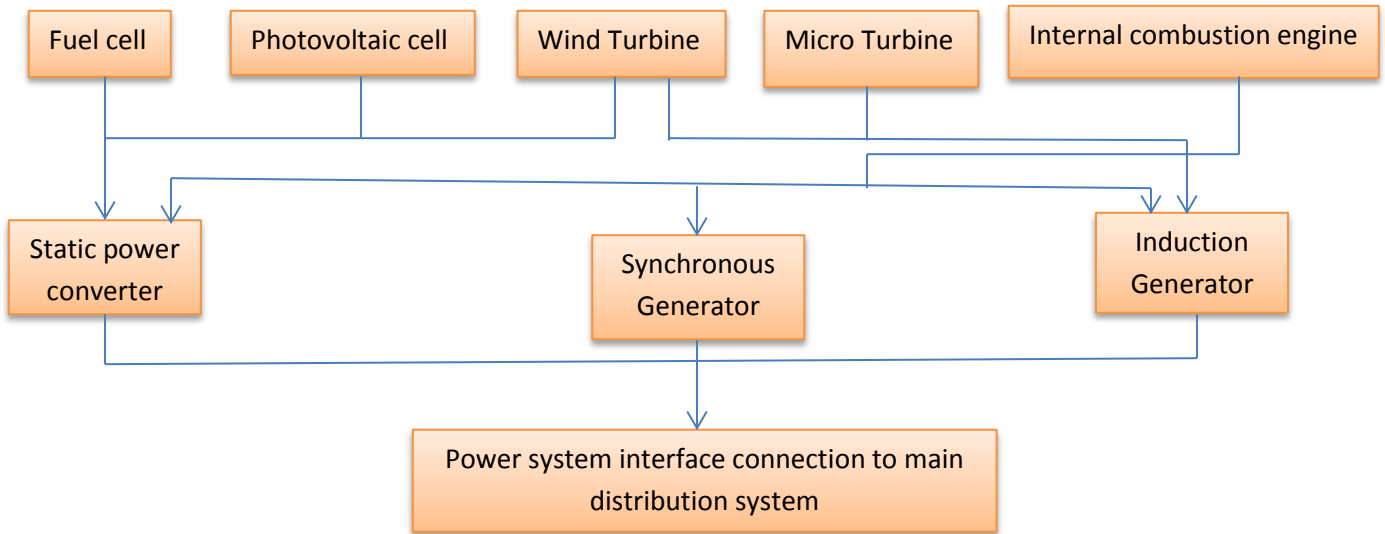 Fuel cell
Photovoltaic cell
Wind Turbine
Micro Turbine
Internal combustion engine
Static power
converter
Synchronous
Generator
Induction
Generator
Power system interface connection to main
distribution system